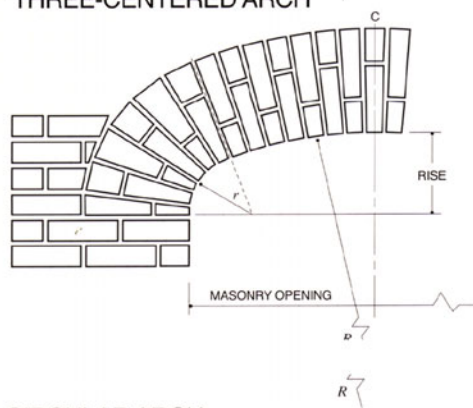 THREE-CENTERED ARCH
C
RISE
r
MASONRY OPENING
R